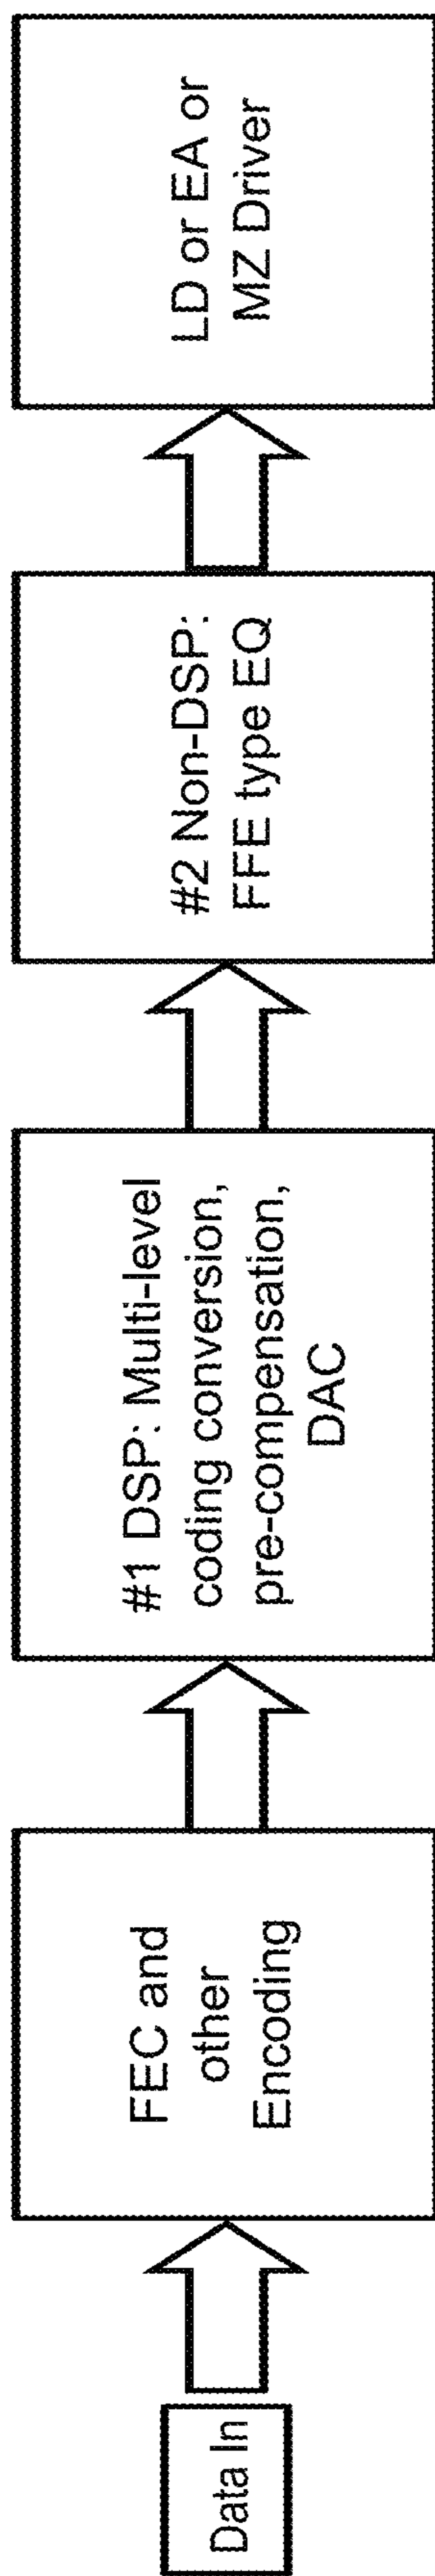 Data In
FEC and
other
Encoding
#1 DSP: Multi-level
coding conversion,
pre-compensation,
DAC
#2 Non-DSP:
FFE type EQ
LD or EA or
MZ Driver